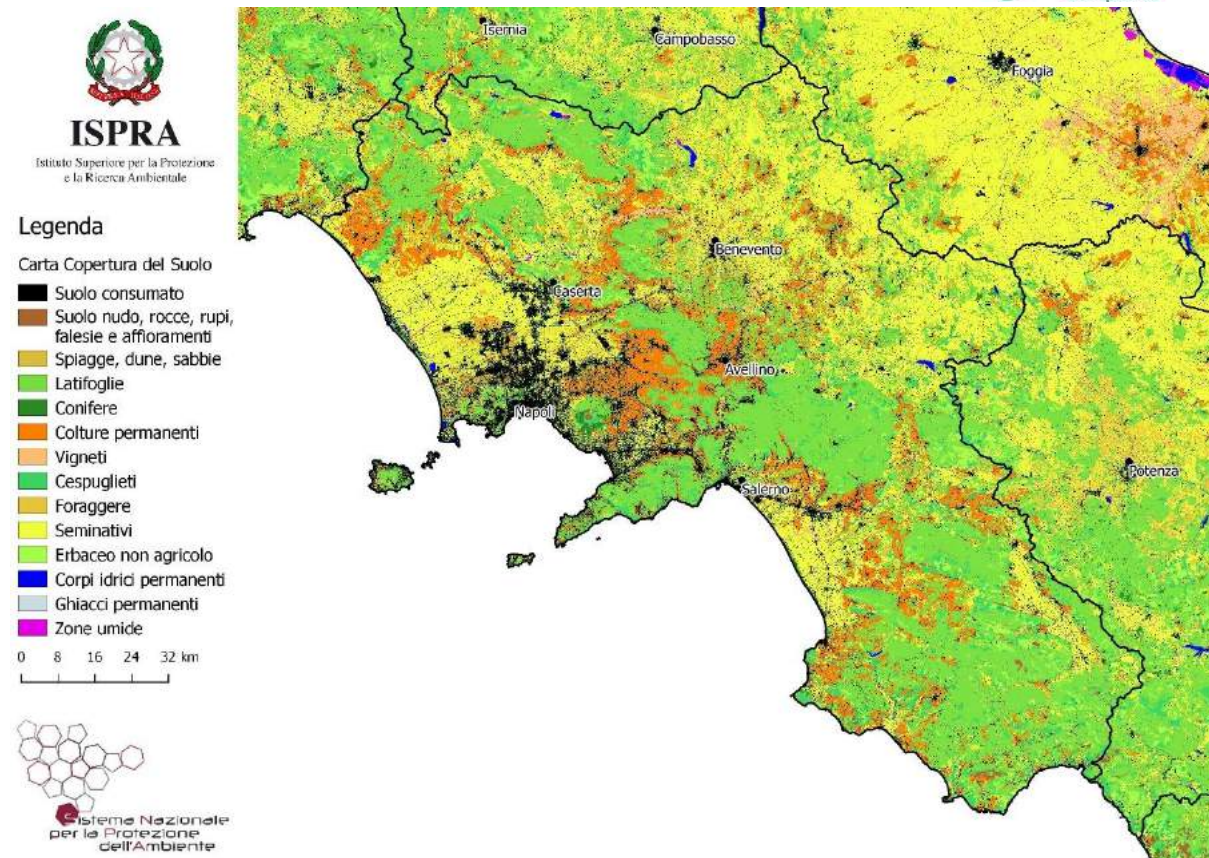 ISPRA
Istituto Superiore per la Protezione
e la Ricerca Ambientale
Legenda
Carta Copertura del Suolo
Suolo consumato
Suolo nudo, rocce, rupi,
falesie e affioramenti
Spiagge, dune, sabbie
Latifoglie
Conifere
Colture permanenti
Vigneti
Cespuglieti
Foraggere
Seminativi
Erbaceo non agricolo
Corpi idrici permanenti
Ghiacci permanenti
Zone umide
0 8 16 24 32 km
Sistema Nazionale
per la Protezione
dell'Ambiente
Isernia
Campobasso
Foggia
Benevento
Caserta
Avellino
Napoli
Potenza
Salerno